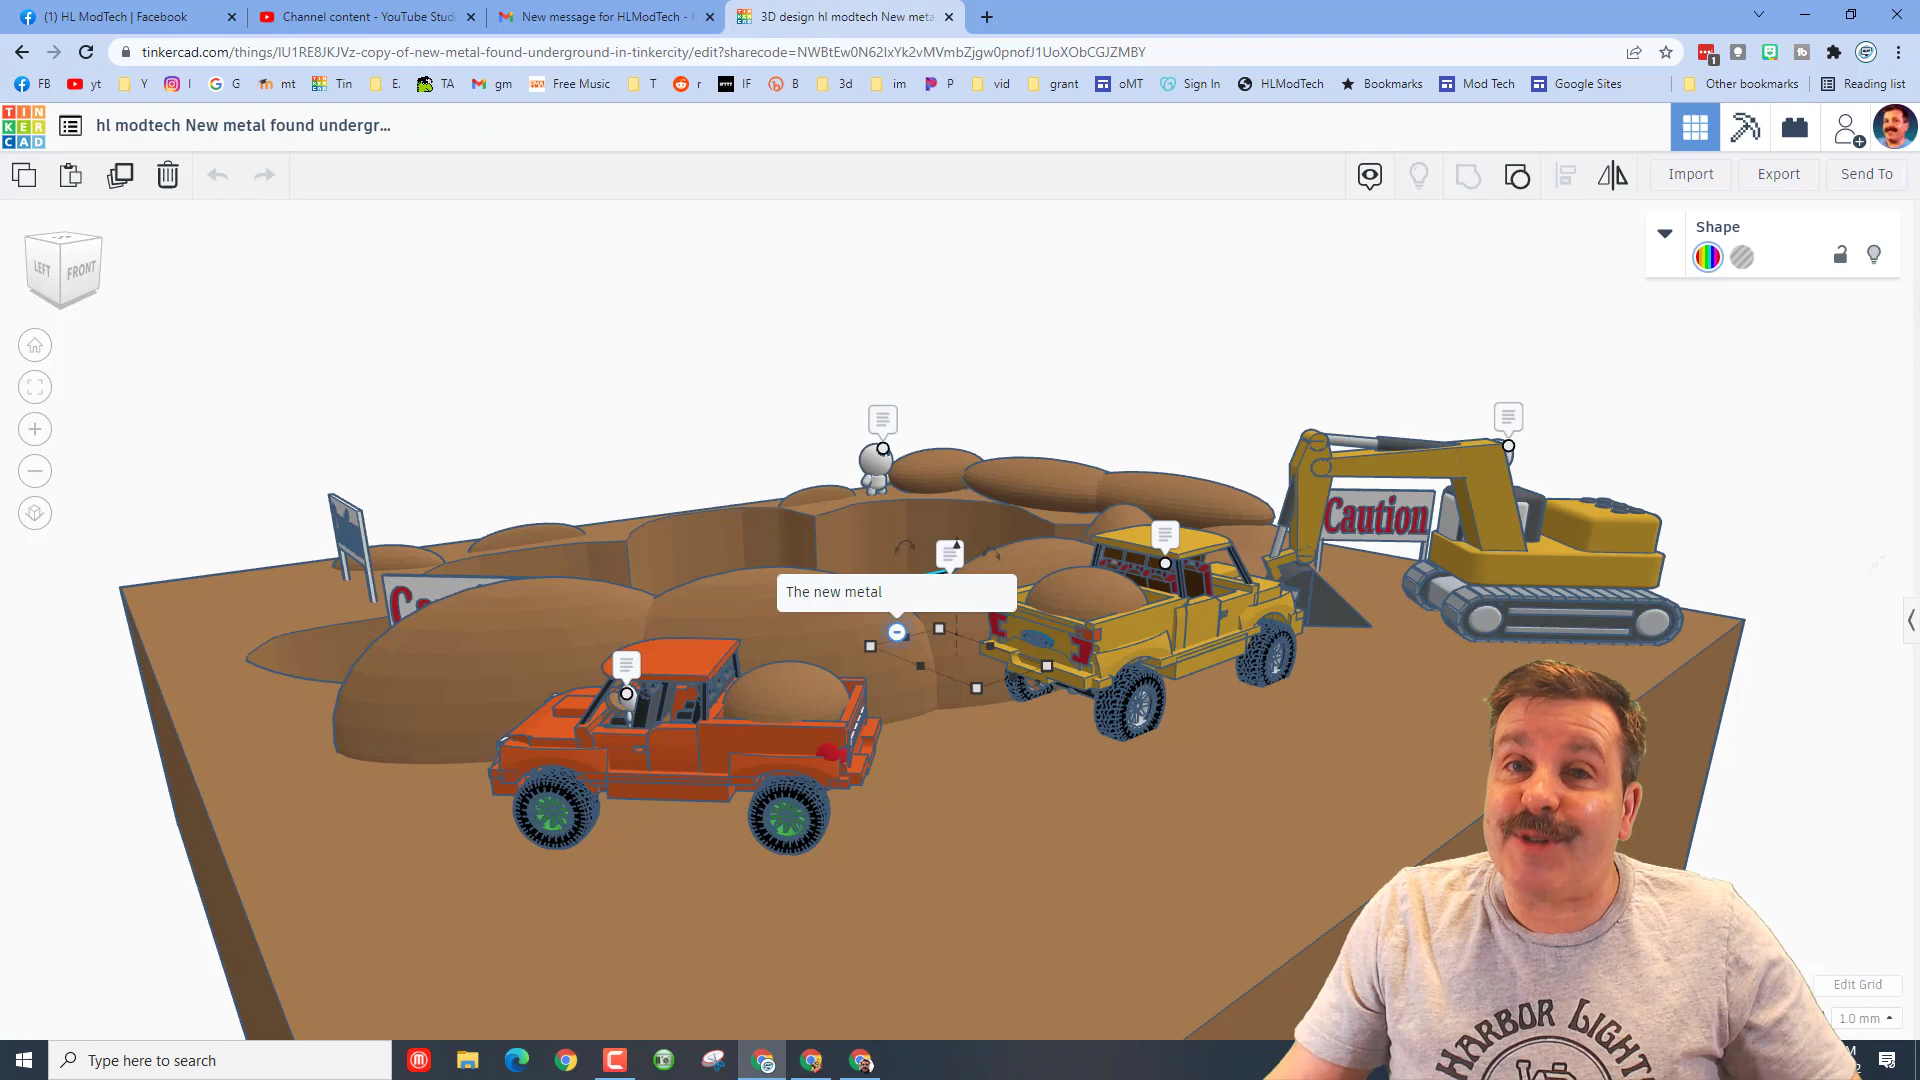 (1) HL ModTech | Facebook
Channel content - YouTube Stud
New message for HLModTech -
3D design hl modtech New meta
tinkercad.com/things/lU1RE8JKJVz-copy-of-new-metal-found-underground-in-tinkercity/edit?sharecode=NWBtEw0N62IxYk2vMVmbZjgw0pnofJ1UoXObCGJZMBY
FB
yt
Y
I
G
mt
Tin
E.
TA
gm
Free Music
T
r
IF
B
3d
im
P
vid
grant
oMT
Sign In
HLModTech
Bookmarks
Mod Tech
Google Sites
Other bookmarks
Reading list
TIN
KER
CAD
hl modtech New metal found undergr...
Import
Export
Send To
Shape
LEFT
FRONT
Caution
The new metal
HARBOR LIGHT
Edit Grid
1.0 mm
Type here to search